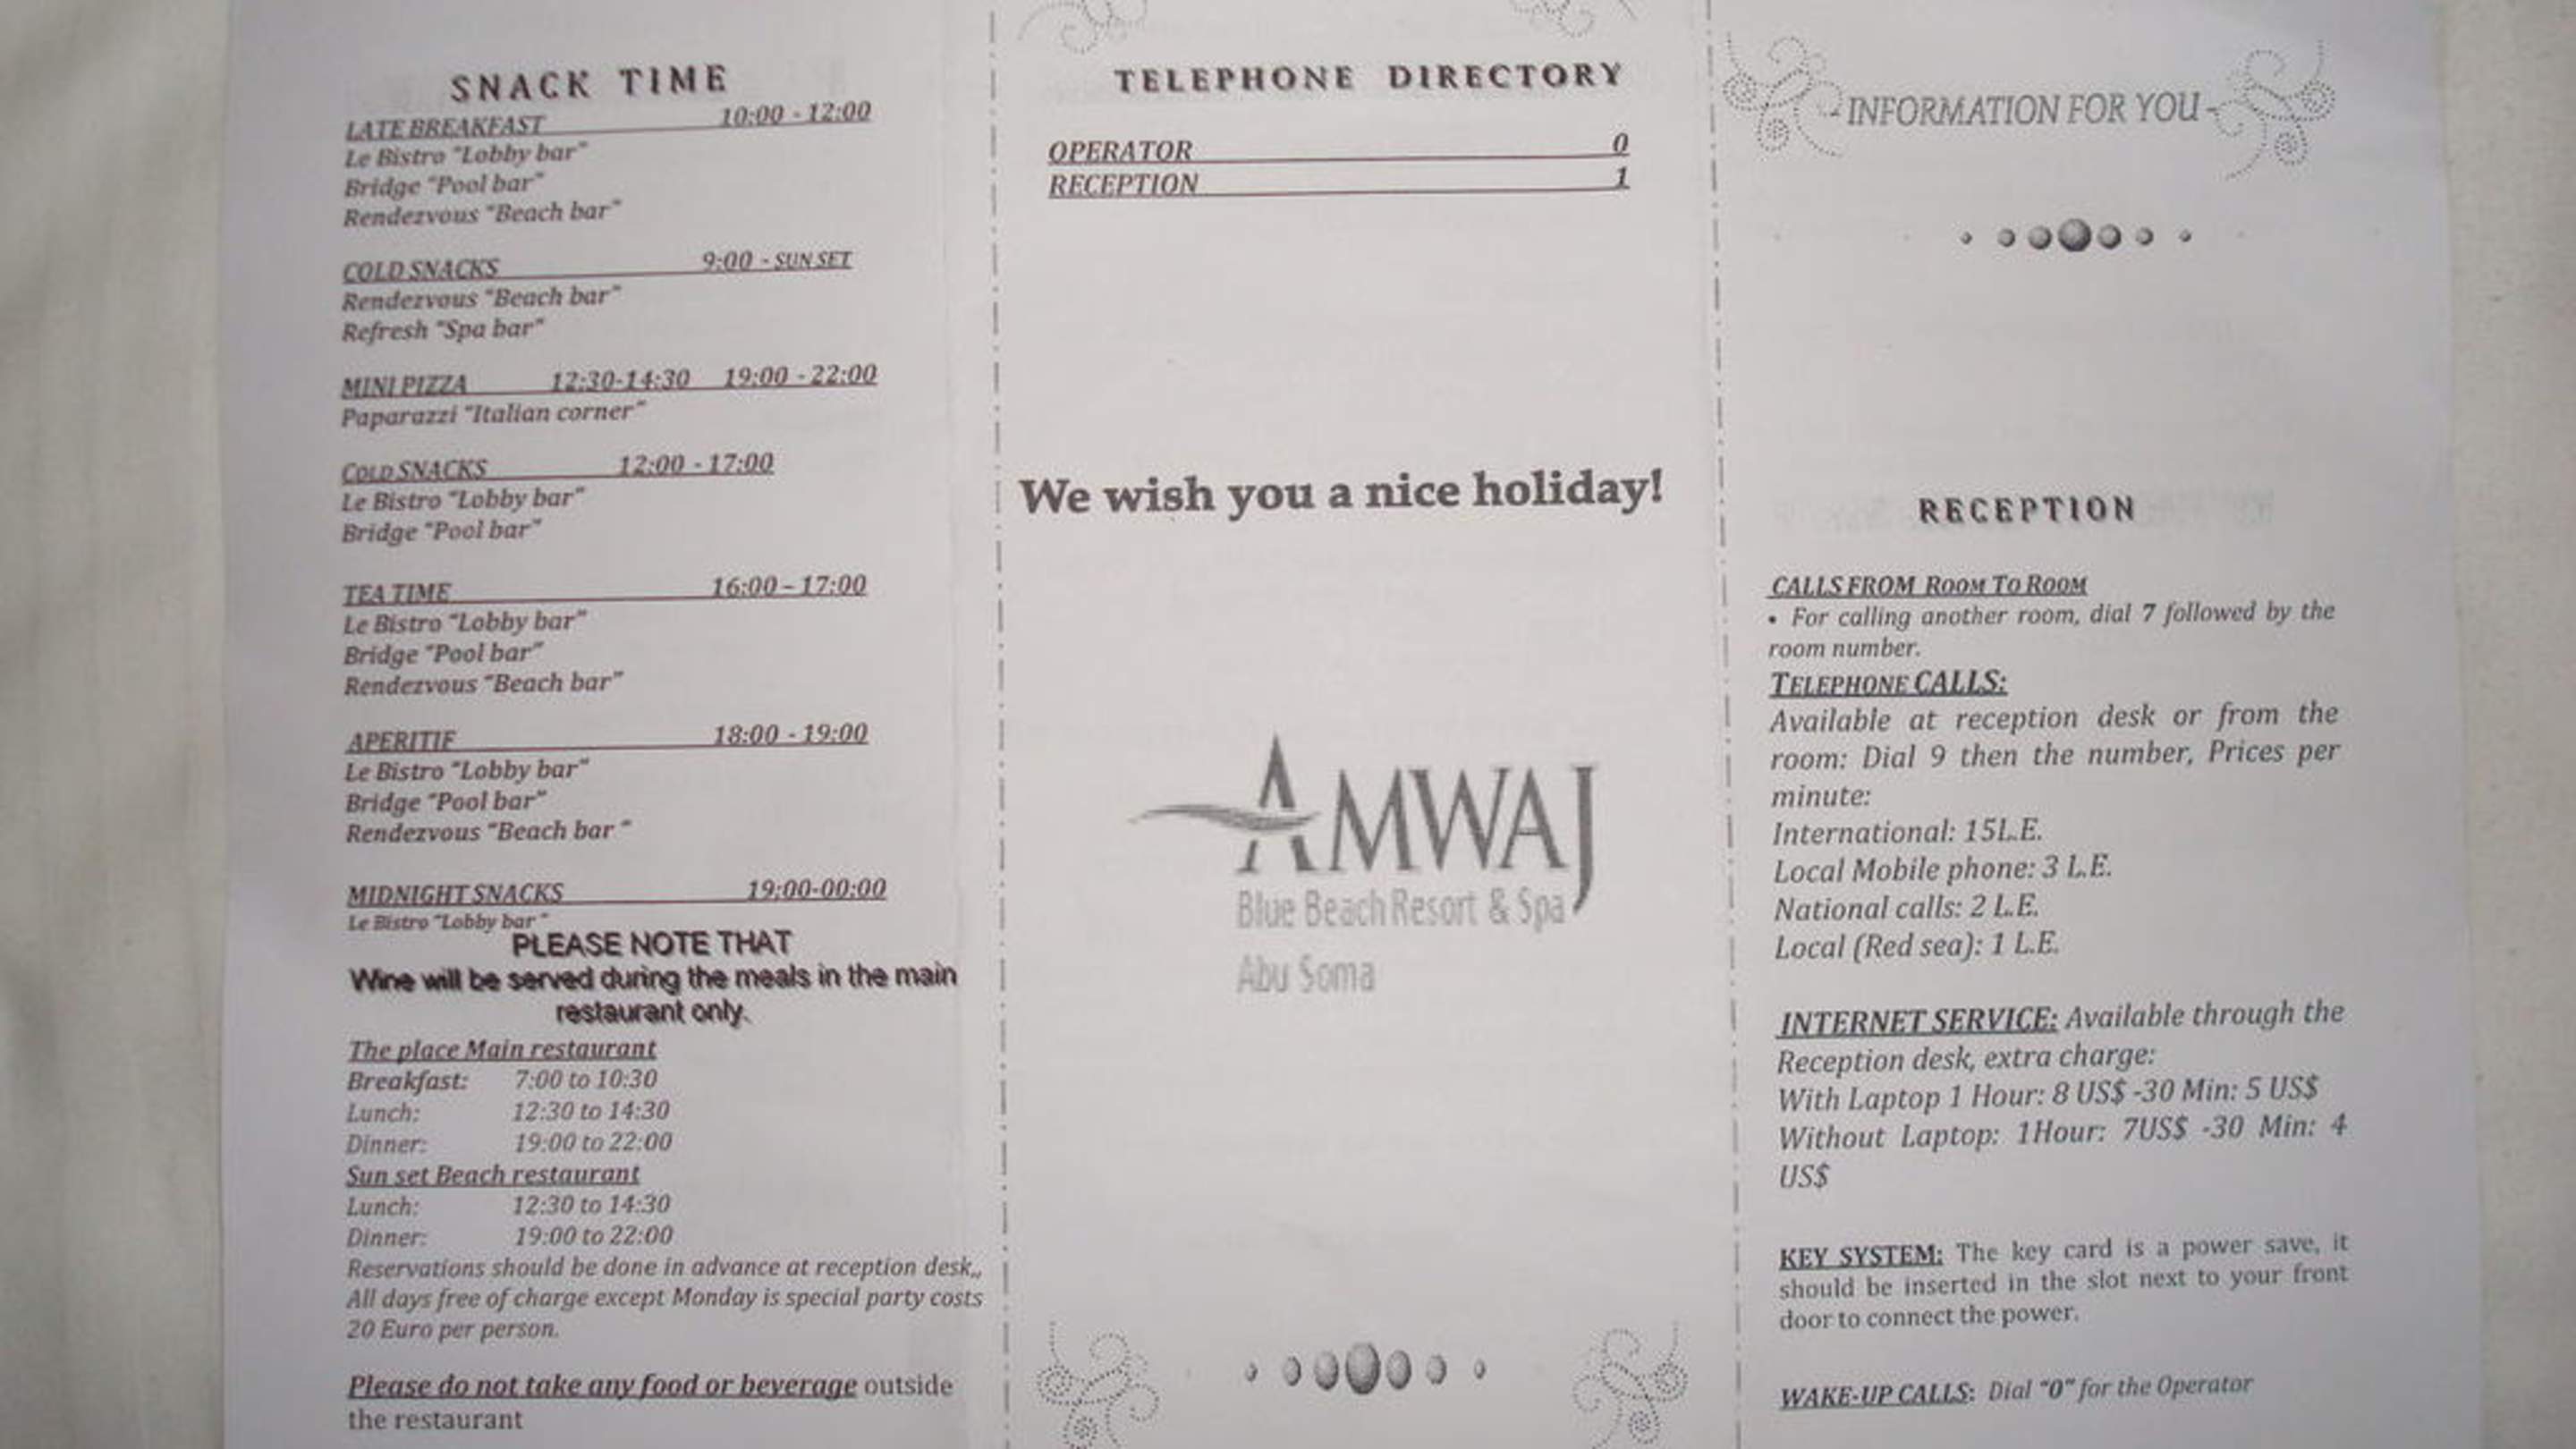 SNACK TIME
LATE BREAKFAST 10:00 - 12:00
Le Bistro "Lobby bar"
Bridge "Pool bar"
Rendezvous "Beach bar"
COLD SNACKS 9:00 - SUN SET
Rendezvous "Beach bar"
Refresh "Spa bar"
MINI PIZZA 12:30-14:30 19:00 - 22:00
Paparazzi "Italian corner"
COLD SNACKS 12:00 - 17:00
Le Bistro "Lobby bar"
Bridge "Pool bar"
TEA TIME 16:00 – 17:00
Le Bistro "Lobby bar"
Bridge "Pool bar"
Rendezvous "Beach bar"
APERITIF 18:00 - 19:00
Le Bistro "Lobby bar"
Bridge "Pool bar"
Rendezvous "Beach bar "
MIDNIGHT SNACKS 19:00-00:00
Le Bistro "Lobby bar "
PLEASE NOTE THAT
Wine will be served during the meals in the main
restaurant only.
The place Main restaurant
Breakfast: 7:00 to 10:30
Lunch: 12:30 to 14:30
Dinner: 19:00 to 22:00
Sun set Beach restaurant
Lunch: 12:30 to 14:30
Dinner: 19:00 to 22:00
Reservations should be done in advance at reception desk,,
All days free of charge except Monday is special party costs
20 Euro per person.
Please do not take any food or beverage outside
the restaurant
TELEPHONE DIRECTORY
OPERATOR 0
RECEPTION 1
We wish you a nice holiday!
AMWAJ
Blue Beach Resort & Spa
Abu Soma
INFORMATION FOR YOU
RECEPTION
CALLS FROM ROOM TO ROOM
• For calling another room, dial 7 followed by the
room number.
TELEPHONE CALLS:
Available at reception desk or from the
room: Dial 9 then the number, Prices per
minute:
International: 15L.E.
Local Mobile phone: 3 L.E.
National calls: 2 L.E.
Local (Red sea): 1 L.E.
INTERNET SERVICE: Available through the
Reception desk, extra charge:
With Laptop 1 Hour: 8 US$ -30 Min: 5 US$
Without Laptop: 1Hour: 7US$ -30 Min: 4
US$
KEY SYSTEM: The key card is a power save, it
should be inserted in the slot next to your front
door to connect the power.
WAKE-UP CALLS: Dial "0" for the Operator